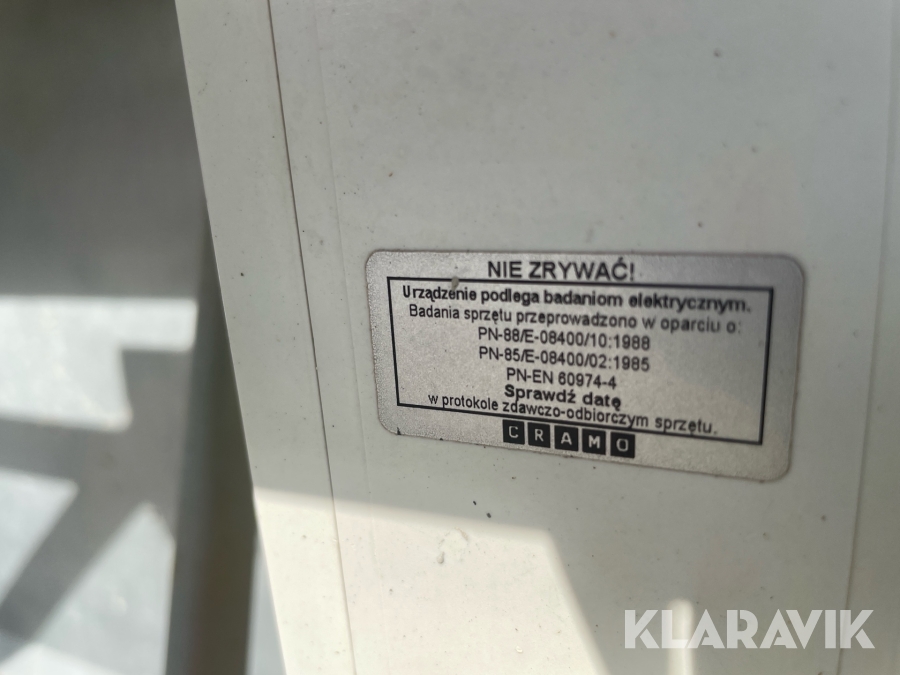 NIE ZRYWAĆ!
Urządzenie podlega badaniom elektrycznym.
Badania sprzętu przeprowadzono w oparciu o:
PN-88/E-08400/10:1988
PN-85/E-08400/02:1985
PN-EN 60974-4
Sprawdź datę
w protokole zdawczo-odbiorczym sprzętu.
CRAMO
KLARAVIK